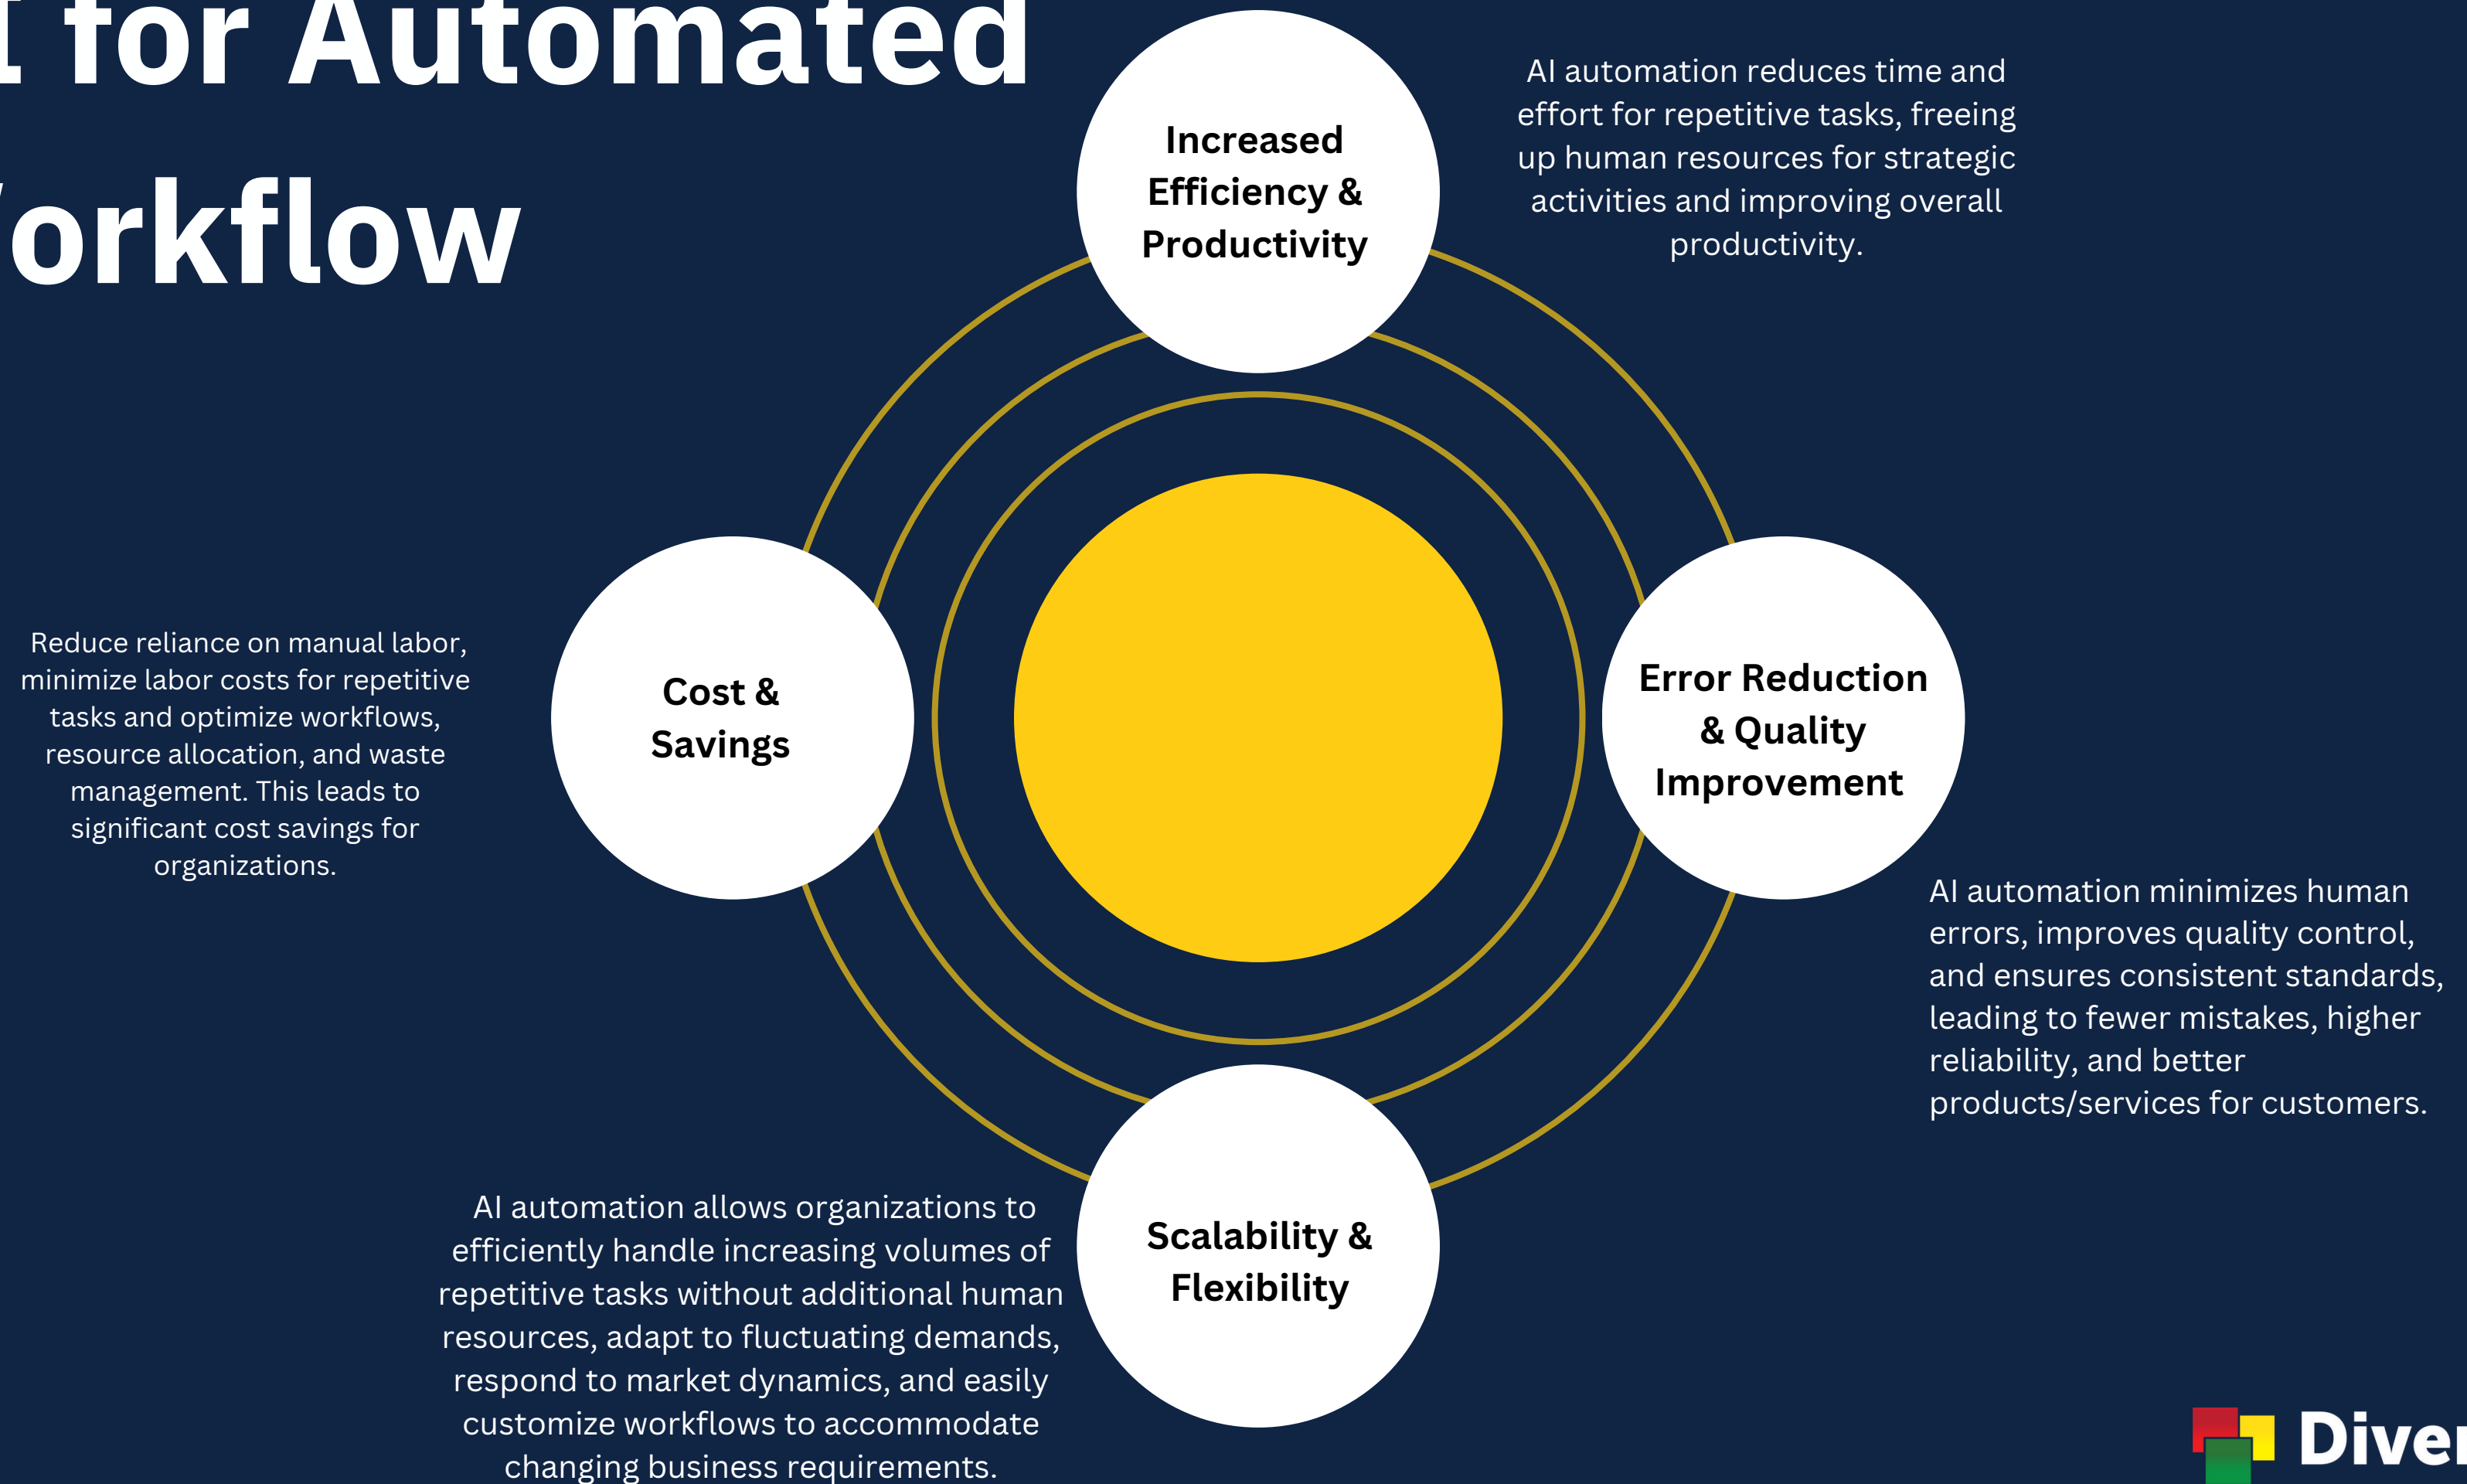 I for Automated
orkflow
Increased
Efficiency &
Productivity
AI automation reduces time and
effort for repetitive tasks, freeing
up human resources for strategic
activities and improving overall
productivity.
Cost &
Savings
Reduce reliance on manual labor,
minimize labor costs for repetitive
tasks and optimize workflows,
resource allocation, and waste
management. This leads to
significant cost savings for
organizations.
Error Reduction
& Quality
Improvement
AI automation minimizes human
errors, improves quality control,
and ensures consistent standards,
leading to fewer mistakes, higher
reliability, and better
products/services for customers.
Scalability &
Flexibility
AI automation allows organizations to
efficiently handle increasing volumes of
repetitive tasks without additional human
resources, adapt to fluctuating demands,
respond to market dynamics, and easily
customize workflows to accommodate
changing business requirements.
Diver